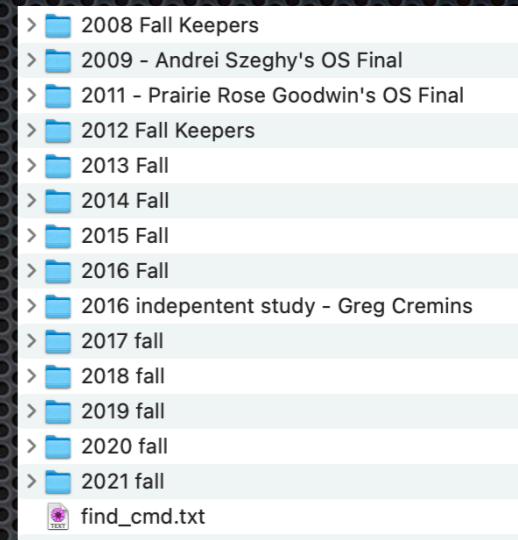 2008 Fall Keepers
2009 - Andrei Szeghy's OS Final
2011 - Prairie Rose Goodwin's OS Final
2012 Fall Keepers
2013 Fall
2014 Fall
2015 Fall
2016 Fall
2016 indepentent study - Greg Cremins
2017 fall
2018 fall
2019 fall
2020 fall
2021 fall
TEXT find_cmd.txt